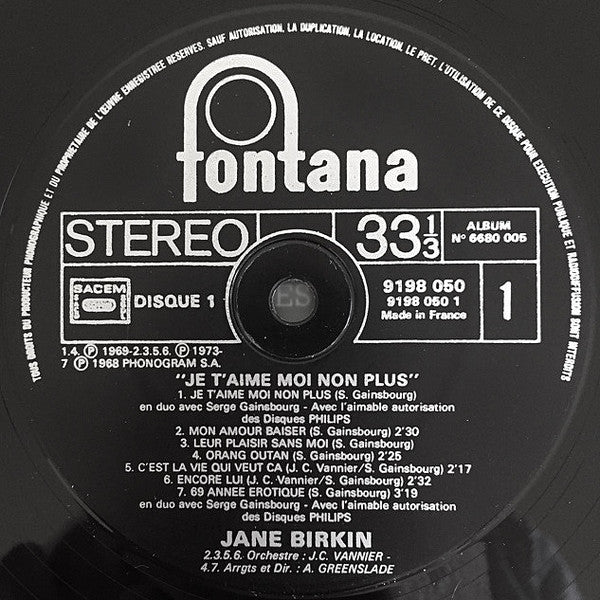 TOUS DROITS DU PRODUCTEUR PHONOGRAPHIQUE ET DU PROPRIETAIRE DE L'ŒUVRE ENREGISTREE RESERVES. SAUF AUTORISATION, LA DUPLICATION, LA LOCATION, LE PRET, L'UTILISATION DE CE DISQUE POUR EXECUTION PUBLIQUE ET RADIODIFFUSION SONT INTERDITS
fontana
STEREO 33 1/3 ALBUM
N° 6680 005
SACEM DISQUE 1 ES 9198 050 1
9198 050 1
Made in France
1.4. Ⓟ 1969-2.3.5.6. Ⓟ 1973-
7 Ⓟ 1968 PHONOGRAM S.A.
"JE T'AIME MOI NON PLUS"
1. JE T'AIME MOI NON PLUS (S. Gainsbourg)
en duo avec Serge Gainsbourg - Avec l'aimable autorisation
des Disques PHILIPS
2. MON AMOUR BAISER (S. Gainsbourg) 2'30
3. LEUR PLAISIR SANS MOI (S. Gainsbourg)
4. ORANG OUTAN (S. Gainsbourg) 2'25
5. C'EST LA VIE QUI VEUT CA (J. C. Vannier/S. Gainsbourg) 2'17
6. ENCORE LUI (J. C. Vannier/S. Gainsbourg) 2'32
7. 69 ANNEE EROTIQUE (S. Gainsbourg) 3'19
en duo avec Serge Gainsbourg - Avec l'aimable autorisation
des Disques PHILIPS
JANE BIRKIN
2.3.5.6. Orchestre : J.C. VANNIER -
4.7. Arrgts et Dir. : A. GREENSLADE